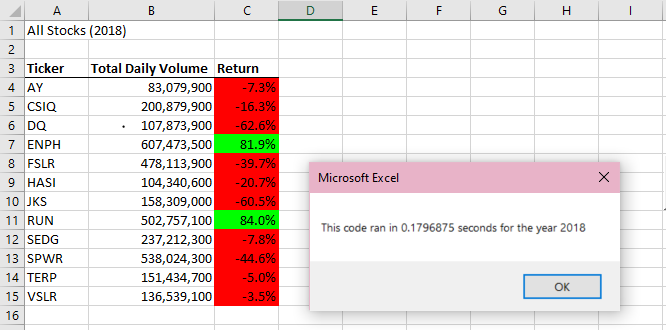 A B C D E F G H I
1 All Stocks (2018)
2
3 Ticker Total Daily Volume Return
4 AY 83,079,900 -7.3%
5 CSIQ 200,879,900 -16.3%
6 DQ 107,873,900 -62.6%
7 ENPH 607,473,500 81.9%
8 FSLR 478,113,900 -39.7%
9 HASI 104,340,600 -20.7%
10 JKS 158,309,000 -60.5%
11 RUN 502,757,100 84.0%
12 SEDG 237,212,300 -7.8%
13 SPWR 538,024,300 -44.6%
14 TERP 151,434,700 -5.0%
15 VSLR 136,539,100 -3.5%
16
Microsoft Excel
This code ran in 0.1796875 seconds for the year 2018
OK